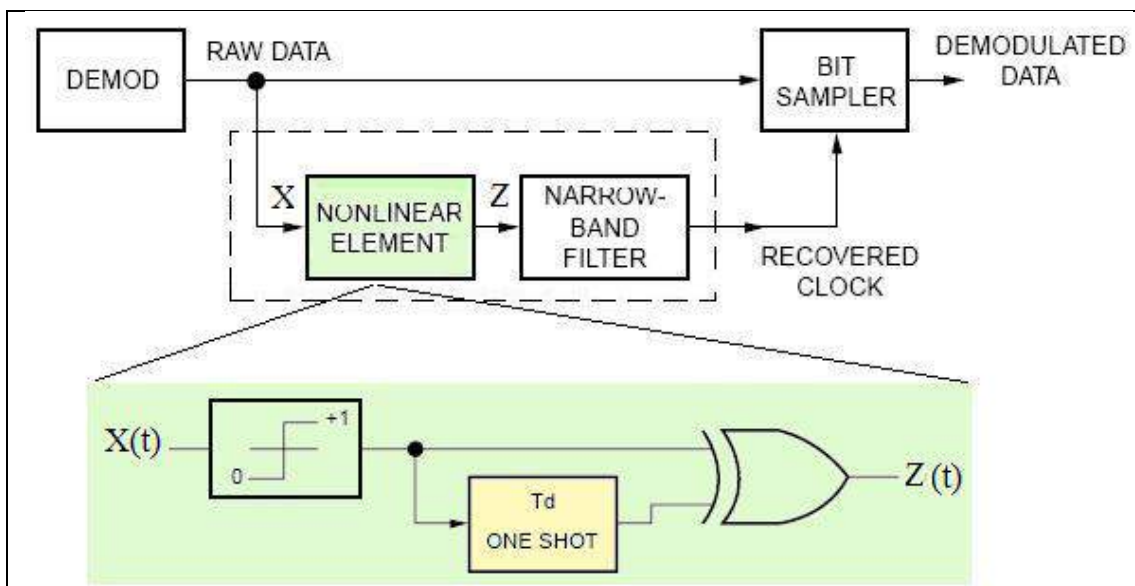 RAW DATA
DEMOD
BIT
SAMPLER
DEMODULATED
DATA
X
NONLINEAR
ELEMENT
Z
NARROW-
BAND
FILTER
RECOVERED
CLOCK
X(t)
+1
0
Td
ONE SHOT
Z (t)